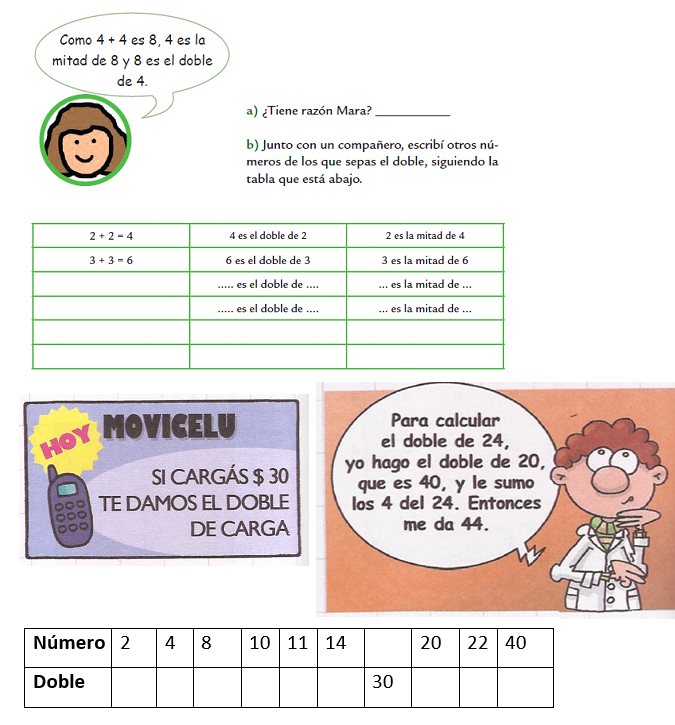 Como 4 + 4 es 8, 4 es la
mitad de 8 y 8 es el doble
de 4.
a) ¿Tiene razón Mara? ___________
b) Junto con un compañero, escribí otros nú-
meros de los que sepas el doble, siguiendo la
tabla que está abajo.
2 + 2 = 4 4 es el doble de 2 2 es la mitad de 4
3 + 3 = 6 6 es el doble de 3 3 es la mitad de 6
..... es el doble de .... ... es la mitad de ...
..... es el doble de .... ... es la mitad de ...
HOY
MOVICELU
SI CARGÁS $ 30
TE DAMOS EL DOBLE
DE CARGA
Para calcular
el doble de 24,
yo hago el doble de 20,
que es 40, y le sumo
los 4 del 24. Entonces
me da 44.
Número 2 4 8 10 11 14 20 22 40
Doble 30